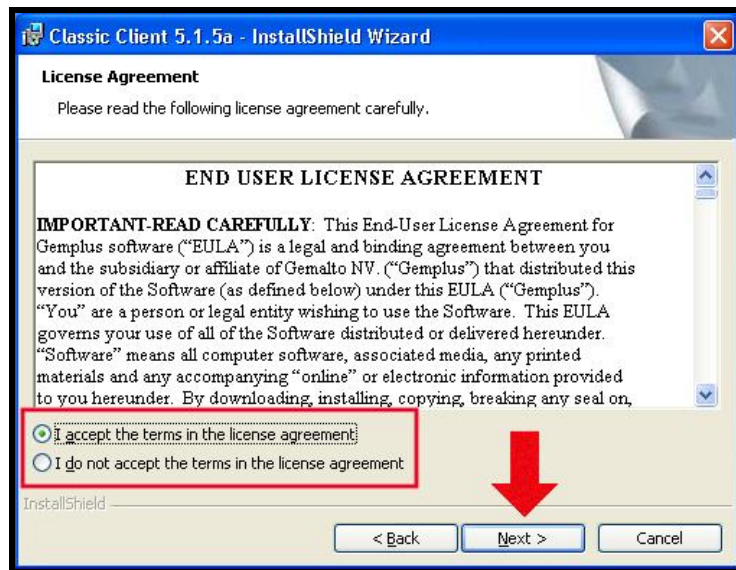 Classic Client 5.1.5a - InstallShield Wizard
License Agreement
Please read the following license agreement carefully.
END USER LICENSE AGREEMENT
IMPORTANT-READ CAREFULLY: This End-User License Agreement for
Gemplus software (“EULA”) is a legal and binding agreement between you
and the subsidiary or affiliate of Gemalto NV. (“Gemplus”) that distributed this
version of the Software (as defined below) under this EULA (“Gemplus”).
“You” are a person or legal entity wishing to use the Software. This EULA
governs your use of all of the Software distributed or delivered hereunder.
“Software” means all computer software, associated media, any printed
materials and any accompanying “online” or electronic information provided
to you hereunder. By downloading, installing, copying, breaking any seal on,
I accept the terms in the license agreement
I do not accept the terms in the license agreement
InstallShield
< Back Next > Cancel